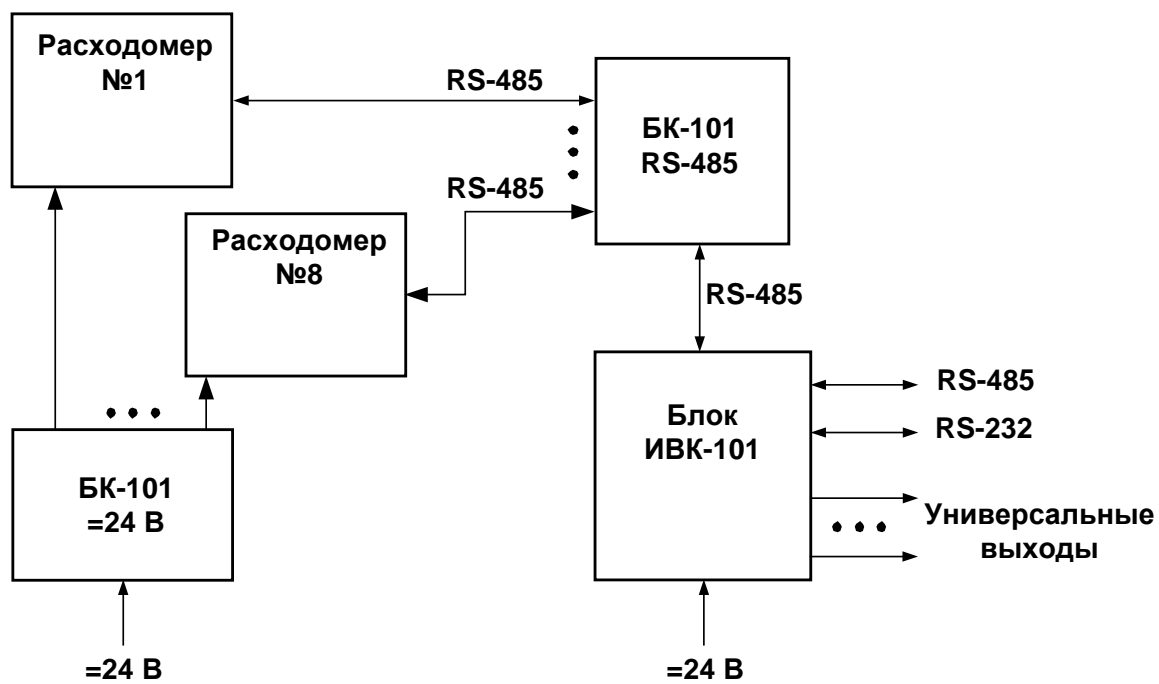 Расходомер
№1
RS-485
БК-101
RS-485
RS-485
Расходомер
№8
RS-485
Блок
ИВК-101
RS-485
RS-232
БК-101
=24 В
Универсальные
выходы
=24 В
=24 В